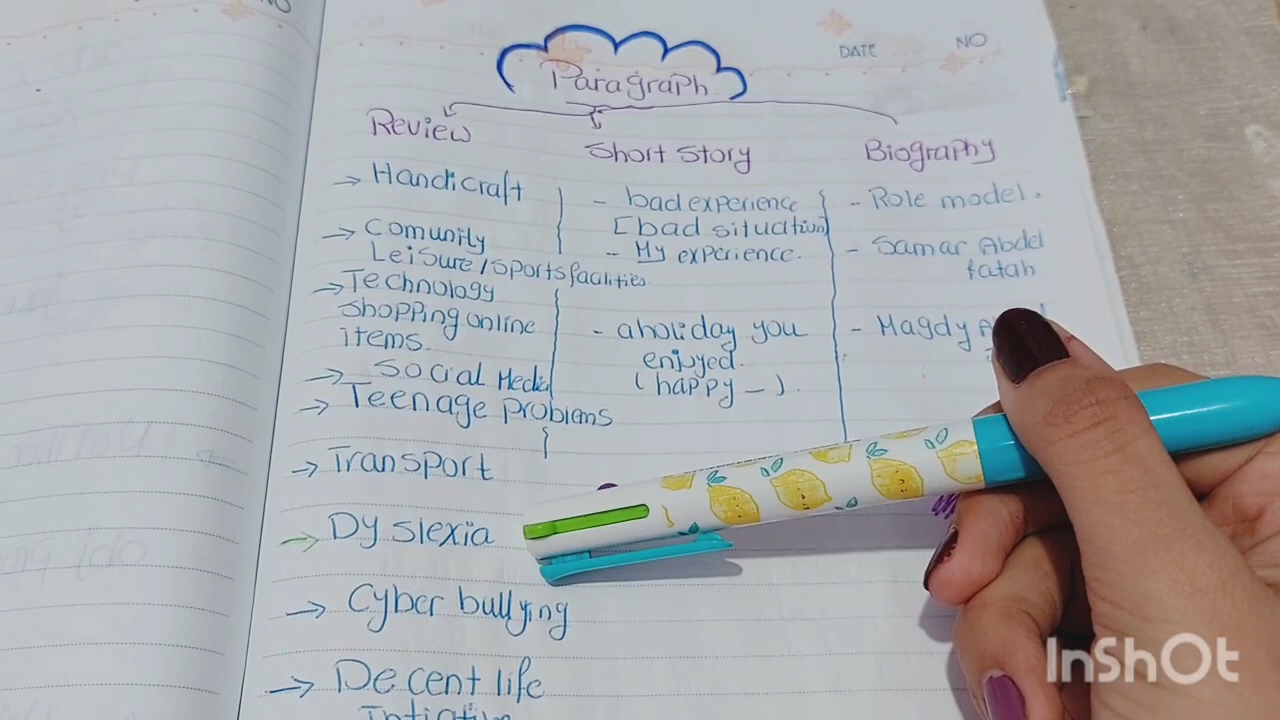 NO
DATE
NO
Paragraph
Review
Short Story
Biography
→ Handicraft
→ Comunity
Leisure/sports facilities.
→ Technology
Shopping online
items.
→ Social Media
→ Teenage problems
→ Transport
→ Dyslexia
→ Cyber bullying
→ Decent life
- bad experience
[bad situation]
- My experience.
- a holiday you
enjoyed.
(happy -).
- Role model.
- Samar Abdel
fatah
- Magdy
InShOt